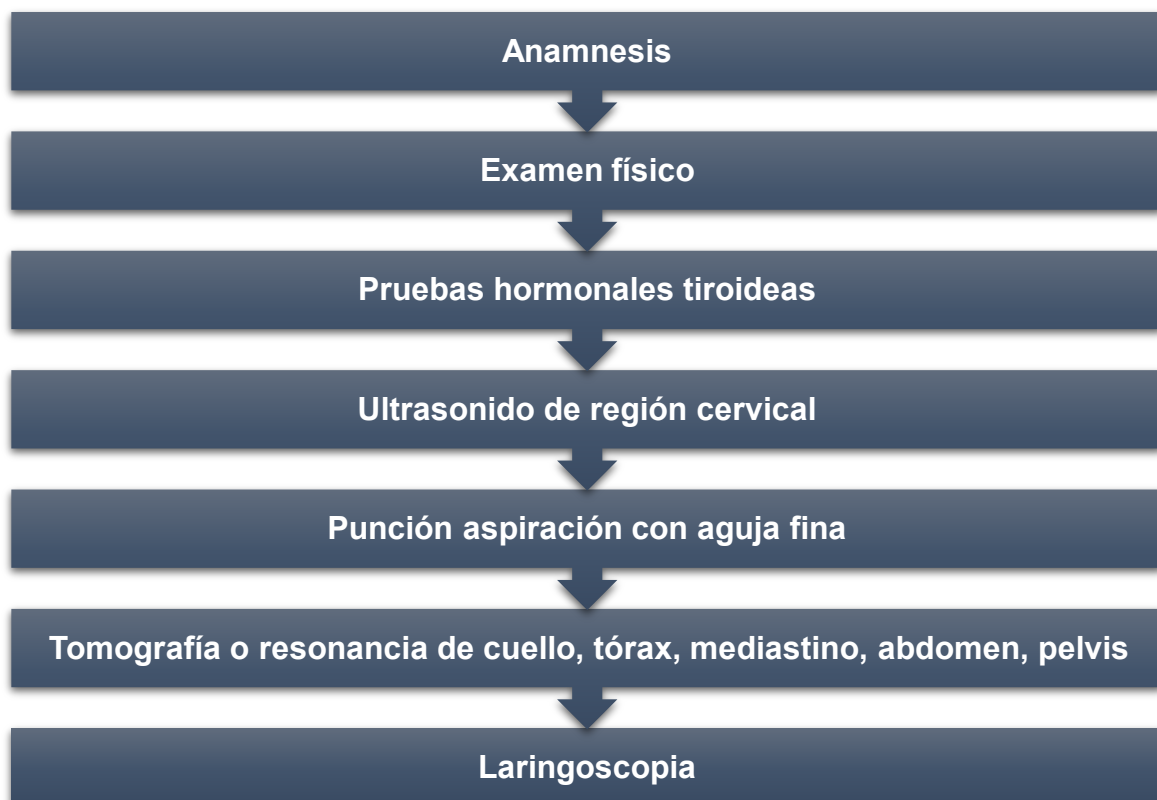 Anamnesis
Examen físico
Pruebas hormonales tiroideas
Ultrasonido de región cervical
Punción aspiración con aguja fina
Tomografía o resonancia de cuello, tórax, mediastino, abdomen, pelvis
Laringoscopia